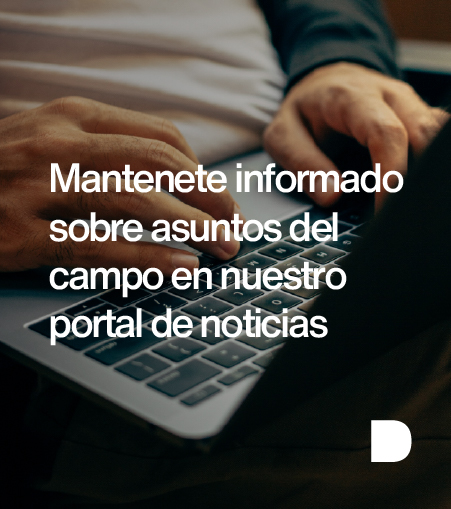 Mantenete informado
sobre asuntos del
campo en nuestro
portal de noticias
D